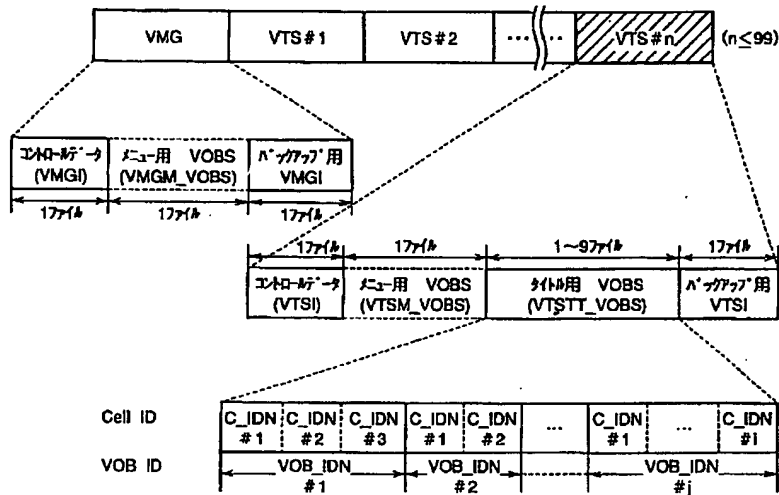 VMG VTS#1 VTS#2 ..... .. VTS#n (n≤99)
コントロールデータ メニュー用 VOBS バックアップ用
(VMGI) (VMGM_VOBS) VMGI
1ファイル 1ファイル 1ファイル
1ファイル 1ファイル 1～9ファイル 1ファイル
コントロールデータ メニュー用 VOBS タイトル用 VOBS バックアップ用
(VTSI) (VTSM_VOBS) (VTSTT_VOBS) VTSI
Cell ID C_IDN C_IDN C_IDN C_IDN C_IDN ... C_IDN ... C_IDN
#1 #2 #3 #1 #2 #1 #i
VOB ID VOB_IDN VOB_IDN VOB_IDN
#1 #2 #j